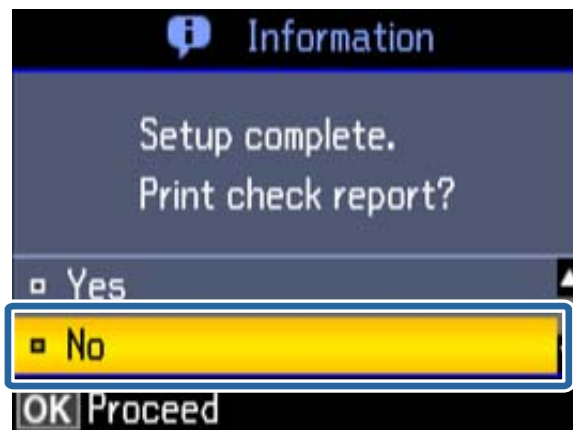 Information
Setup complete.
Print check report?
Yes
No
OK Proceed